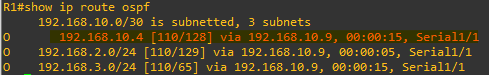 R1#show ip route ospf
192.168.10.0/30 is subnetted, 3 subnets
O 192.168.10.4 [110/128] via 192.168.10.9, 00:00:15, Serial1/1
O 192.168.2.0/24 [110/129] via 192.168.10.9, 00:00:05, Serial1/1
O 192.168.3.0/24 [110/65] via 192.168.10.9, 00:00:15, Serial1/1